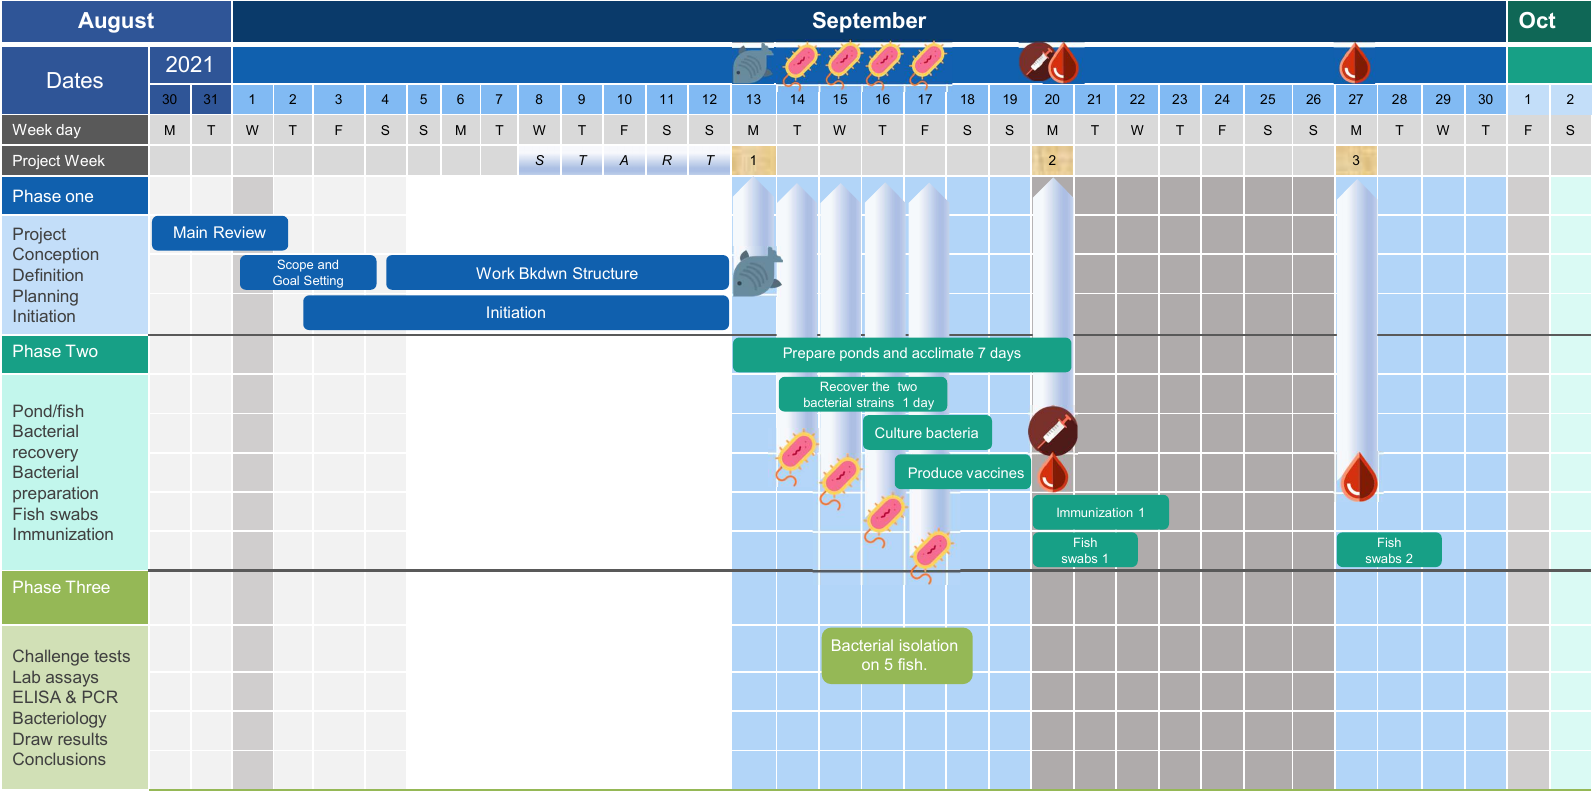 August September Oct
Dates 2021
30 31 1 2 3 4 5 6 7 8 9 10 11 12 13 14 15 16 17 18 19 20 21 22 23 24 25 26 27 28 29 30 1 2
Week day M T W T F S S M T W T F S S M T W T F S S M T W T F S S M T W T F S
Project Week S T A R T 1 2 3
Phase one
Project
Conception
Definition
Planning
Initiation
Main Review
Scope and
Goal Setting
Work Bkdwn Structure
Initiation
Phase Two
Prepare ponds and acclimate 7 days
Pond/fish
Bacterial
recovery
Bacterial
preparation
Fish swabs
Immunization
Recover the two
bacterial strains 1 day
Culture bacteria
Produce vaccines
Immunization 1
Fish
swabs 1
Fish
swabs 2
Phase Three
Challenge tests
Lab assays
ELISA & PCR
Bacteriology
Draw results
Conclusions
Bacterial isolation
on 5 fish.